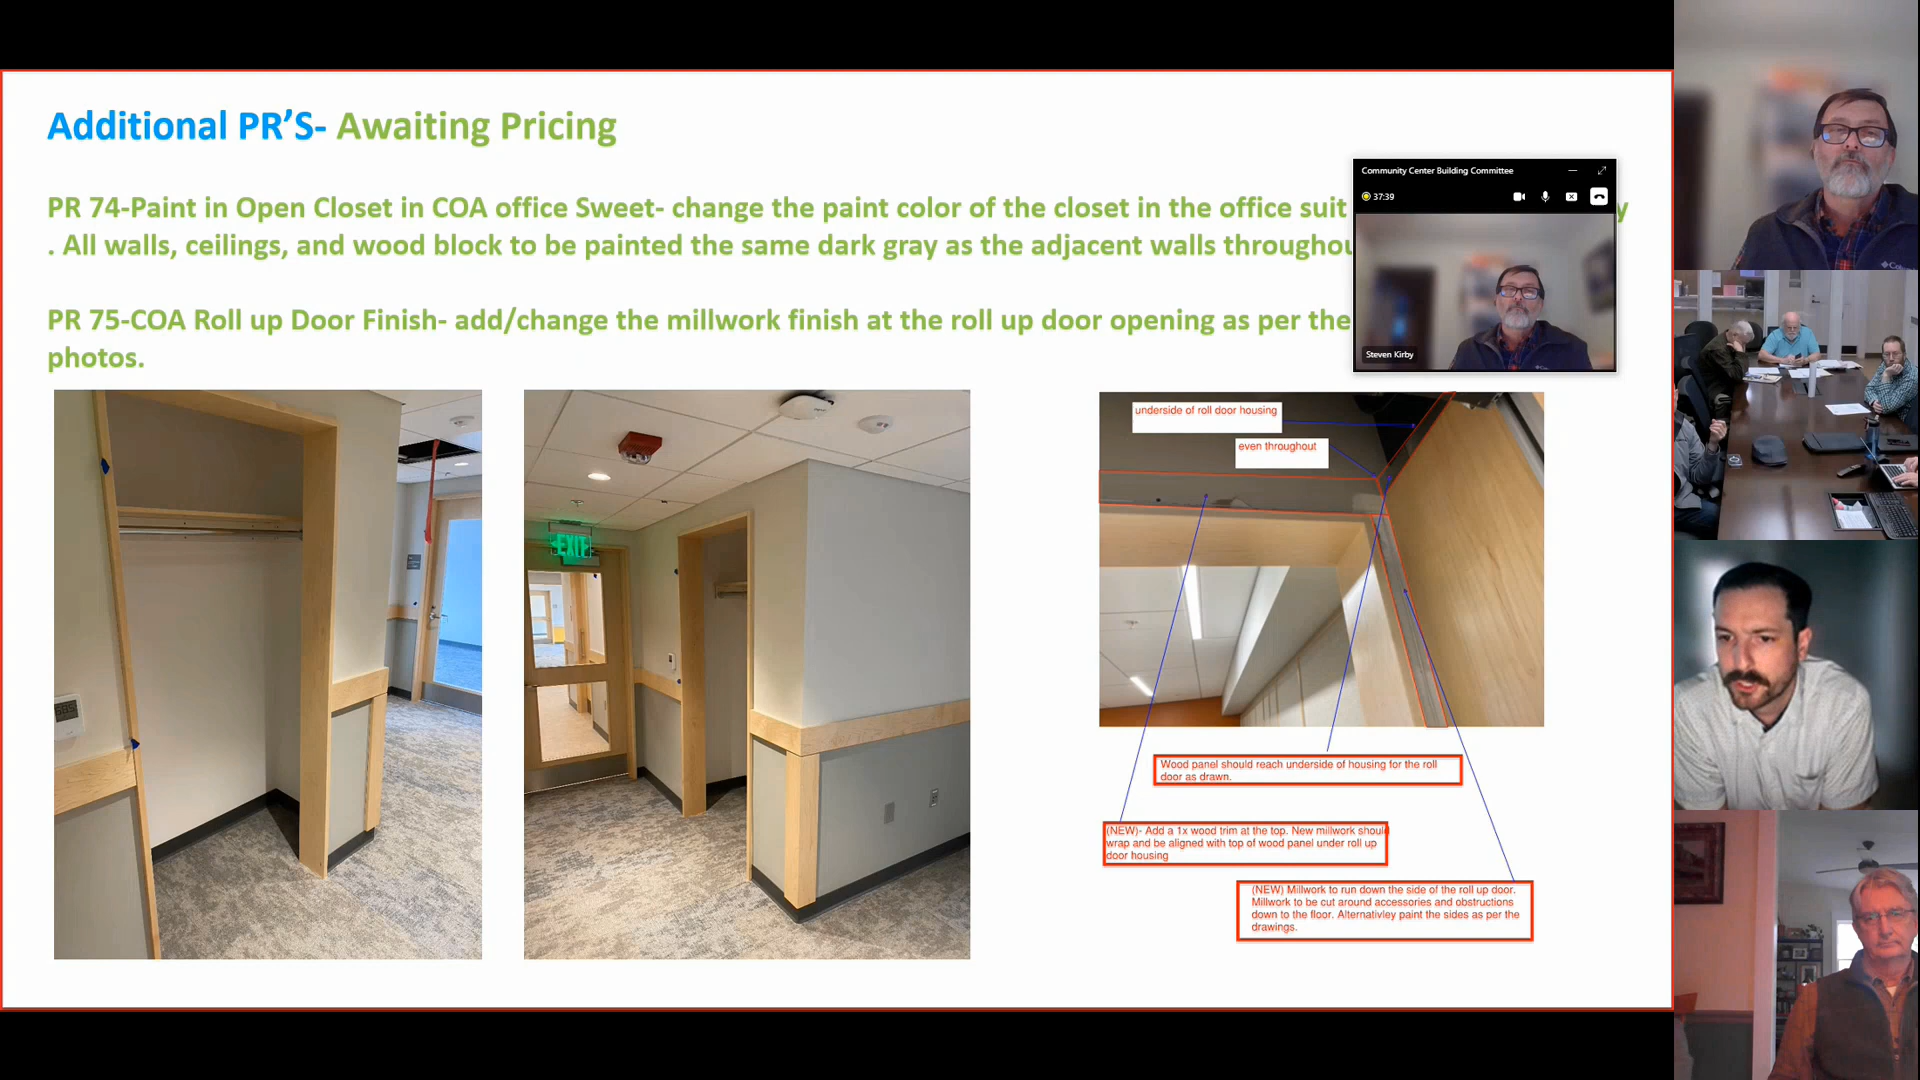 Additional PR'S- Awaiting Pricing
PR 74-Paint in Open Closet in COA office Sweet- change the paint color of the closet in the office suit
. All walls, ceilings, and wood block to be painted the same dark gray as the adjacent walls
PR 75-COA Roll up Door Finish- add/change the millwork finish at the roll up door opening as per the
photos.
Community Center Building Committee
37:39
Steven Kirby
EXIT
underside of roll door housing
even throughout
Wood panel should reach underside of housing for the roll
door as drawn.
(NEW)- Add a 1x wood trim at the top. New millwork should
wrap and be aligned with top of wood panel under roll up
door housing
(NEW) Millwork to run down the side of the roll up door.
Millwork to be cut around accessories and obstructions
down to the floor. Alternativley paint the sides as per the
drawings.